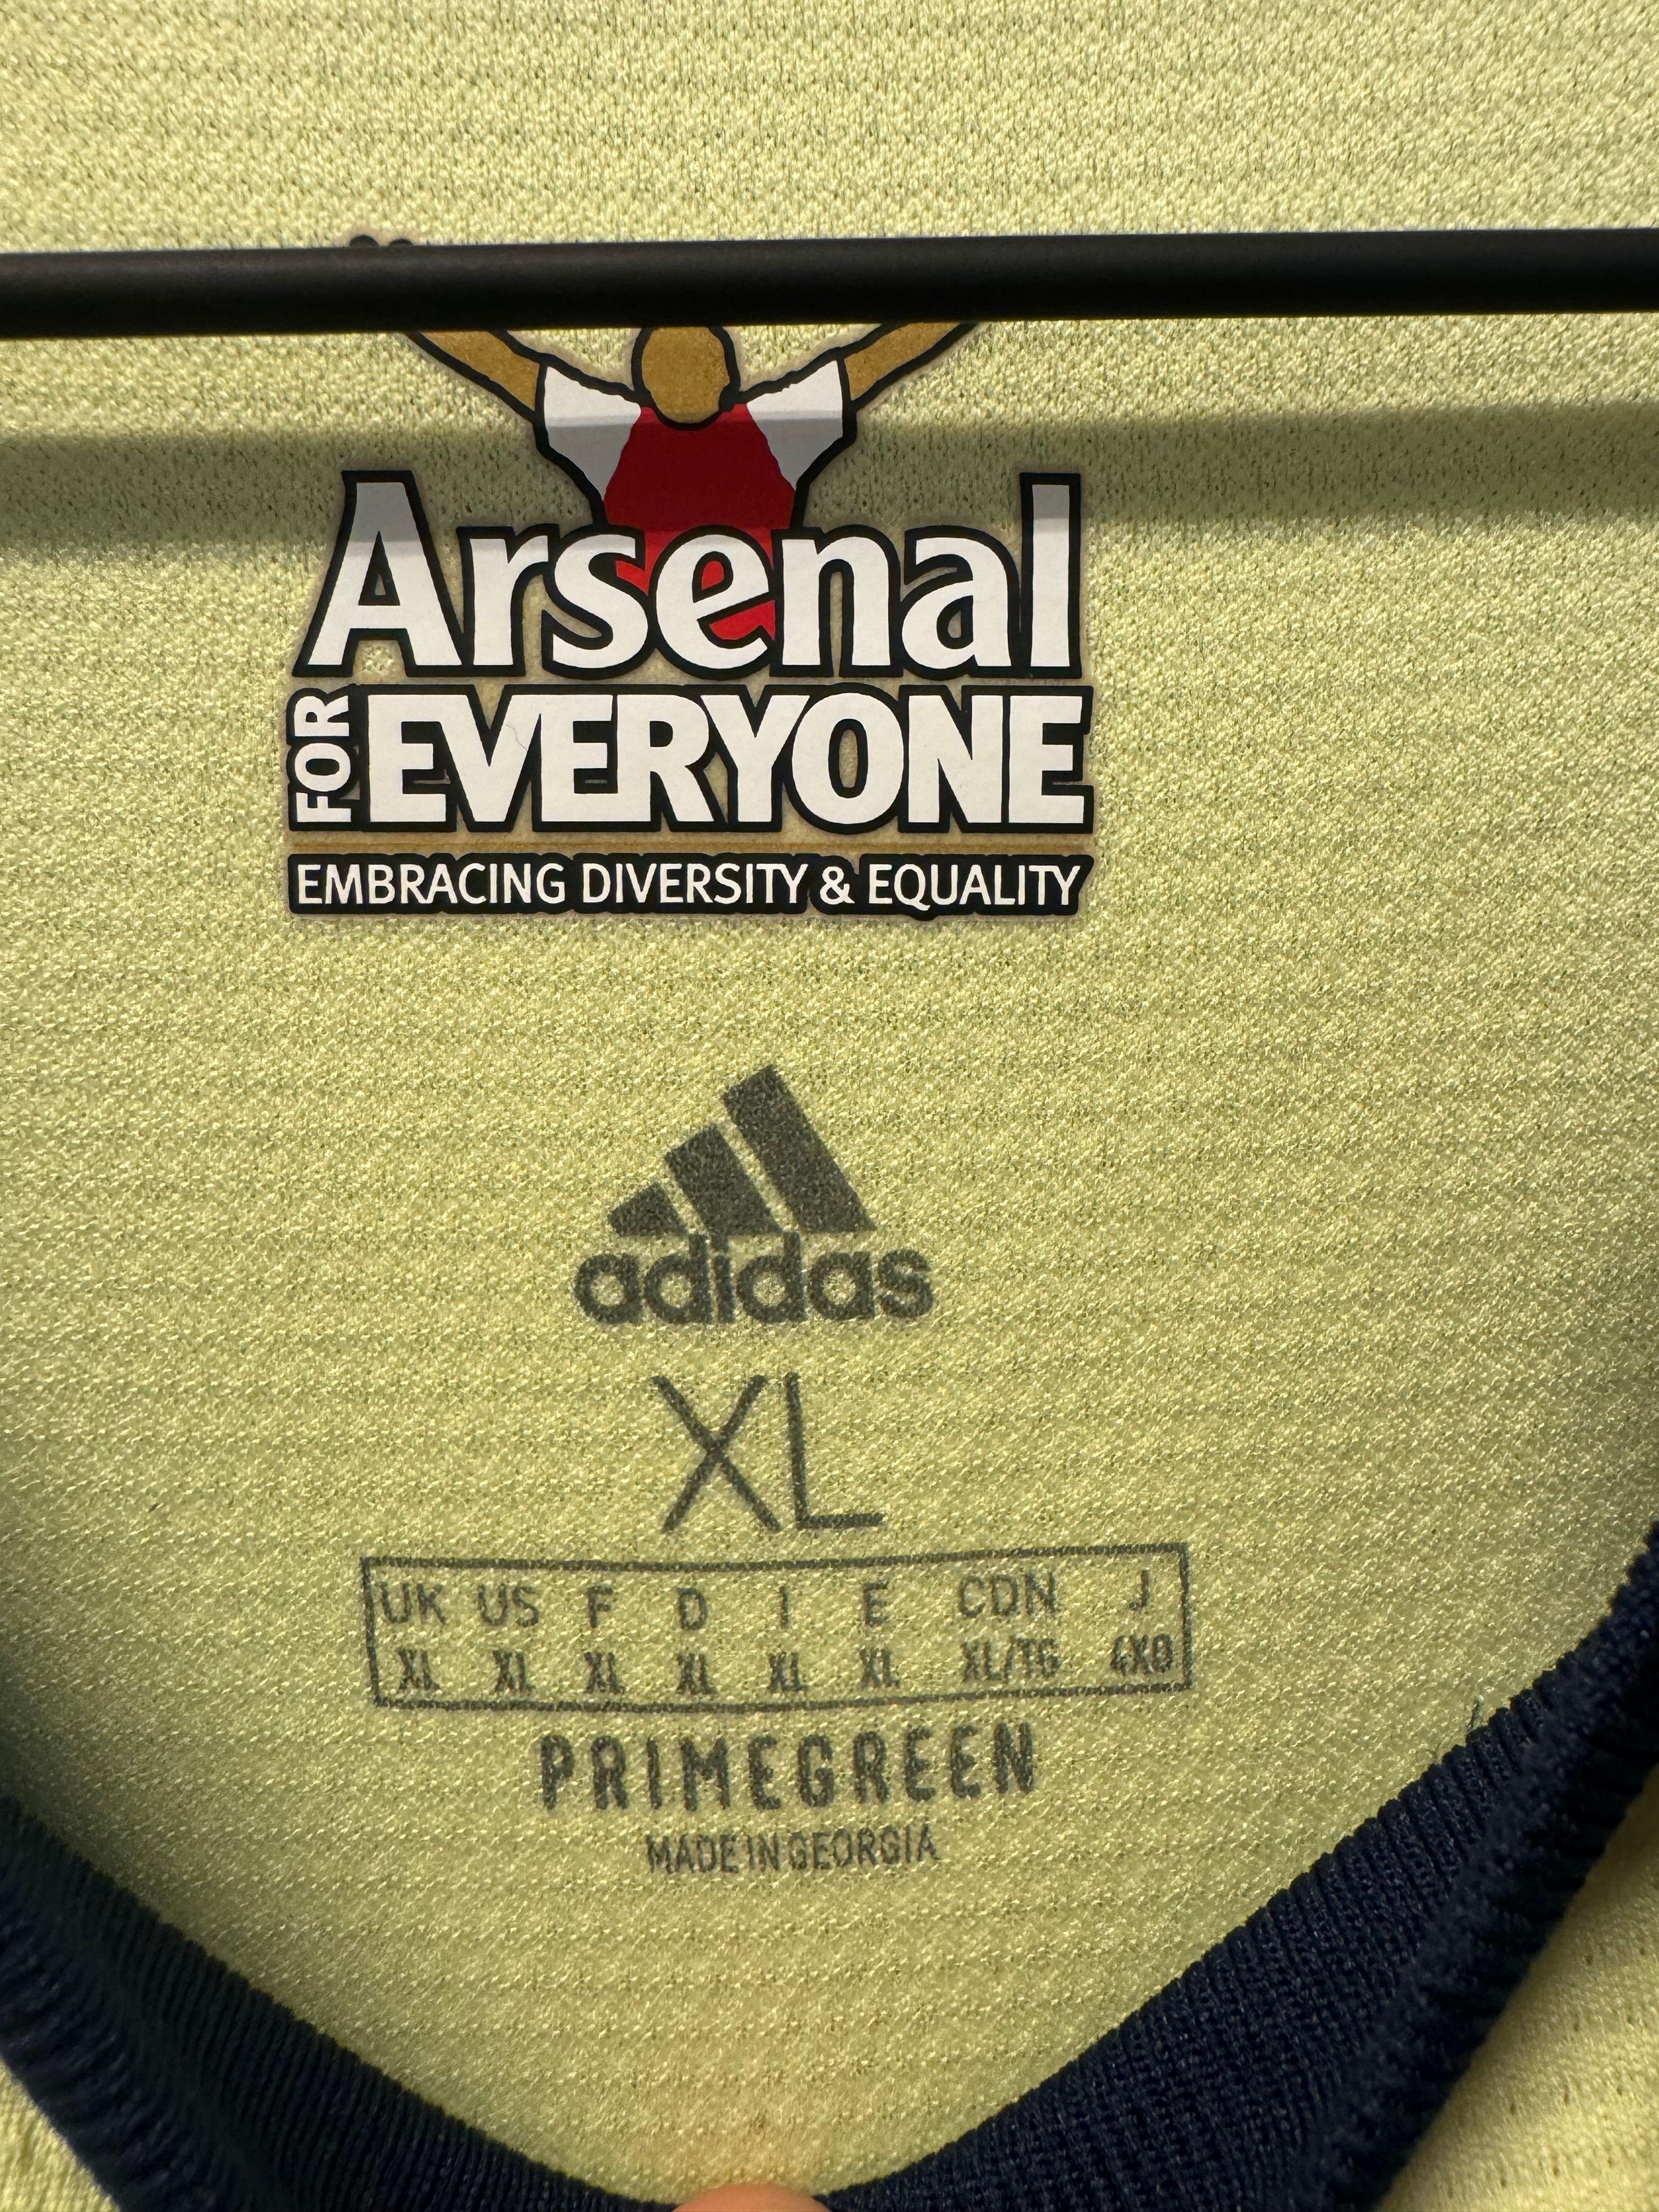 Arsenal
FOR EVERYONE
EMBRACING DIVERSITY & EQUALITY
adidas
XL
UK US F D I E CDN J
XL XL XL XL XL XL XL/TG 4XO
PRIMEGREEN
MADE IN GEORGIA